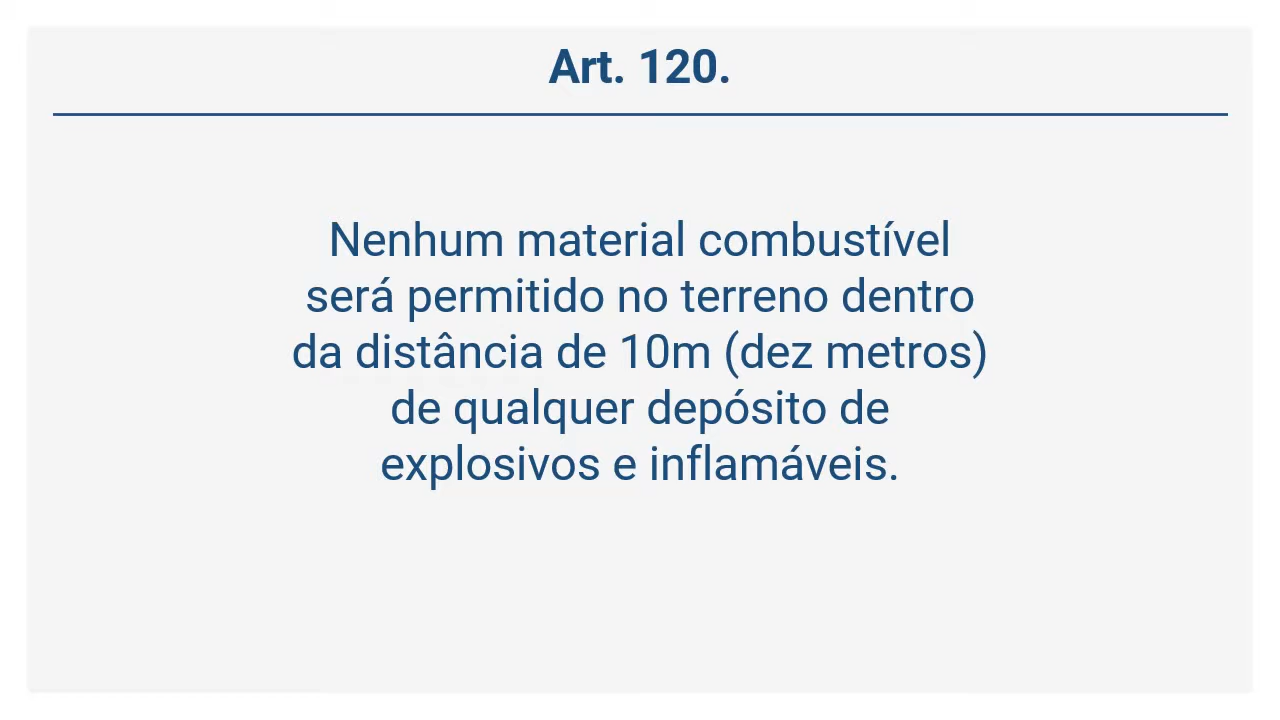 Art. 120.
Nenhum material combustível
será permitido no terreno dentro
da distância de 10m (dez metros)
de qualquer depósito de
explosivos e inflamáveis.